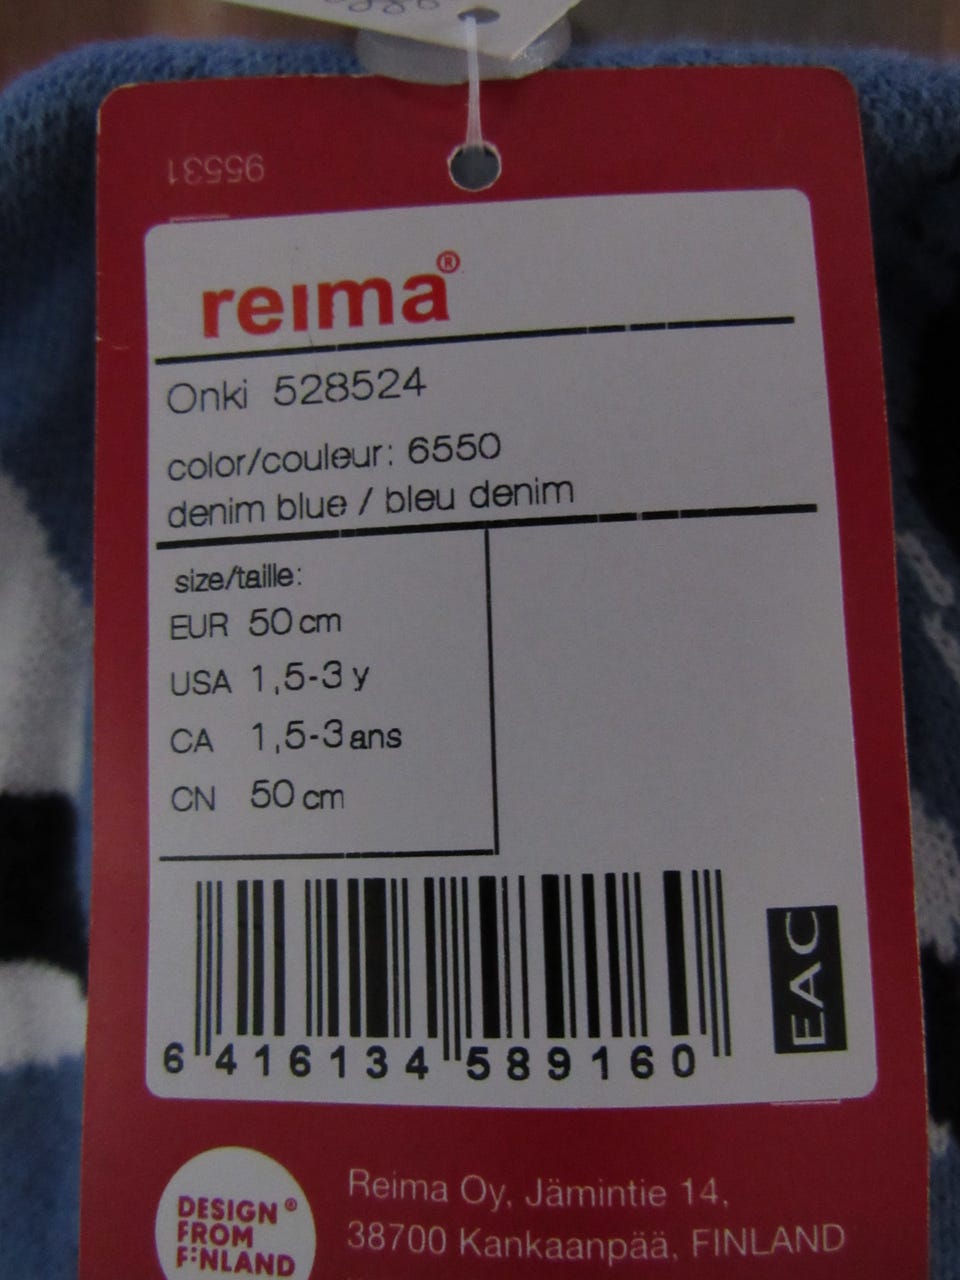 95531
reima®
Onki 528524
color/couleur: 6550
denim blue / bleu denim
size/taille:
EUR 50 cm
USA 1,5-3 y
CA 1,5-3 ans
CN 50 cm
6 416134 589160
EAC
DESIGN®
FROM
FINLAND
Reima Oy, Jämintie 14,
38700 Kankaanpää, FINLAND